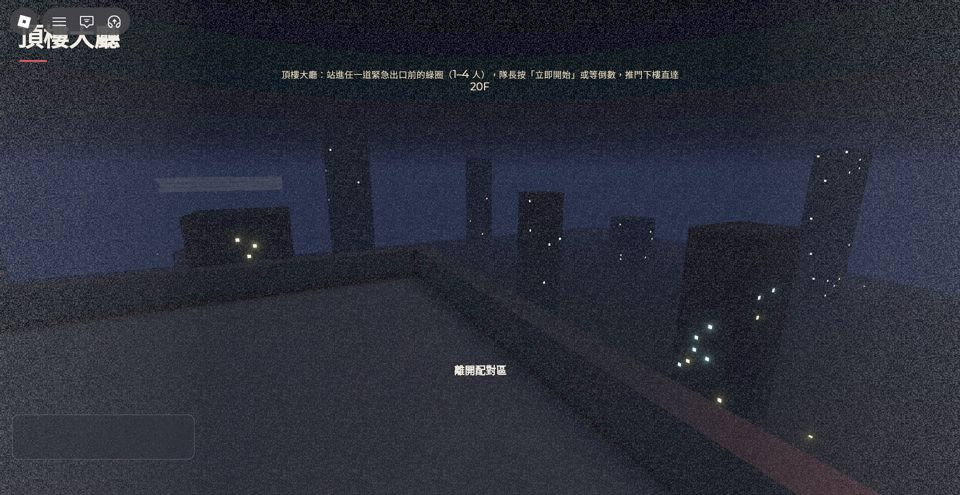 頂樓大廳
頂樓大廳：站進任一道緊急出口前的綠圈（1–4 人），隊長按「立即開始」或等倒數，推門下樓直達
20F
離開配對區